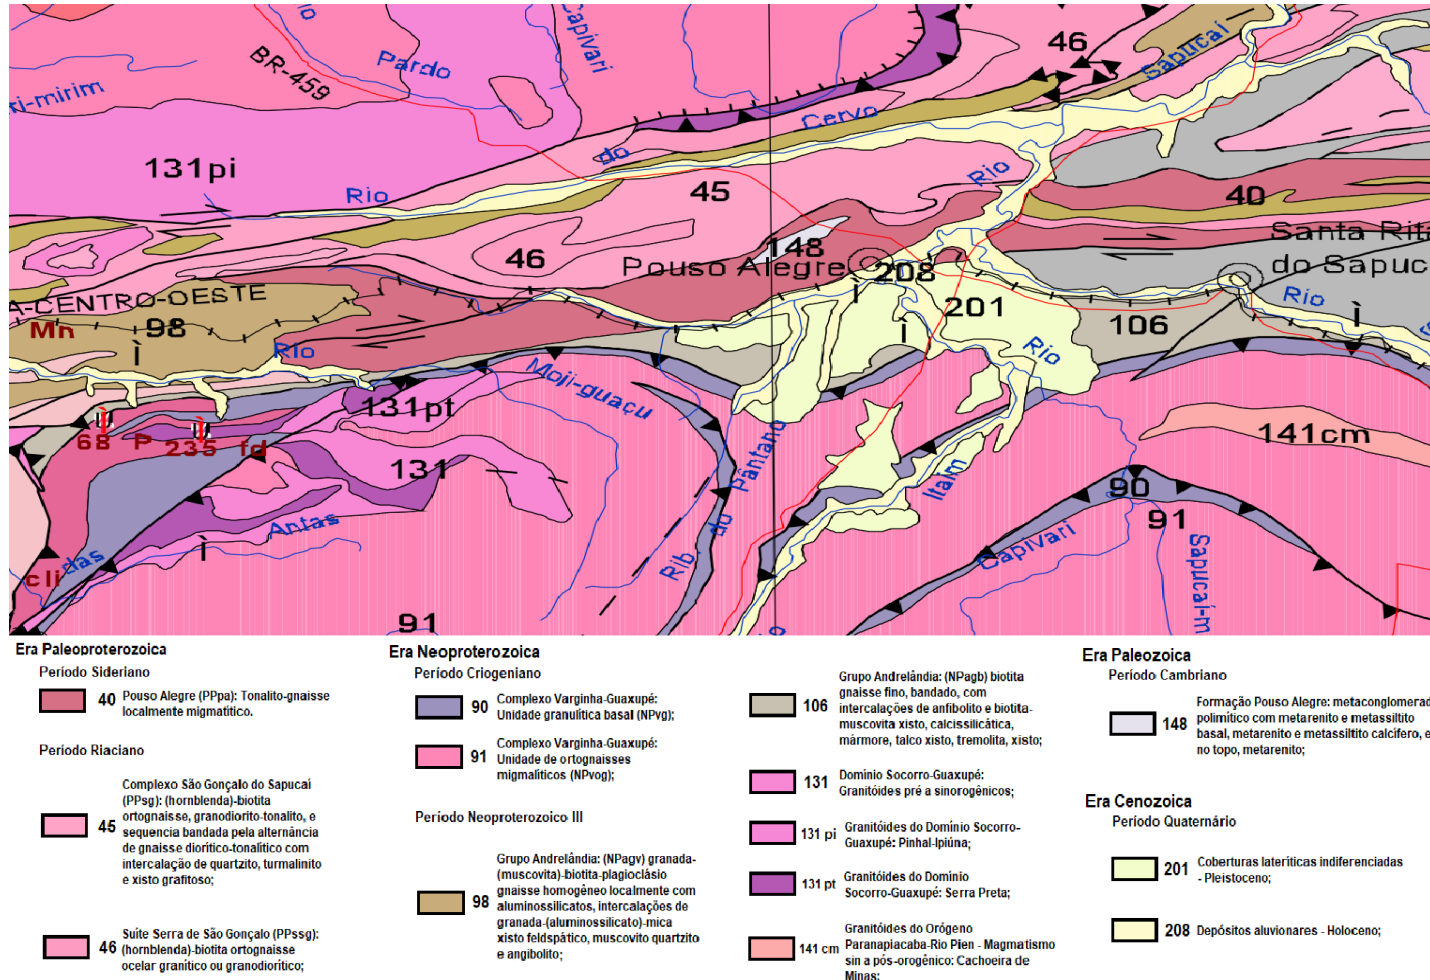 Rio
Capivari
46
Sapucaí
Pardo
BR-459
ti-mirim
Cervo
do
131pi
Rio
45
Rio
40
148
Santa Rita
46
Pouso Alegre
208
do Sapuc
A-CENTRO-OESTE
Rio
201
Mn
98
Ì
Ì
Ì
Ì
106
Rio
Rio
Moji-guaçu
131pt
68
P
235
fd
141cm
131
Rib. do Pântano
Itaim
90
91
Antas
das
Ì
Capivari
Sapucaí-m
cli
91
Era Paleoproterozoica
Período Sideriano
40 Pouso Alegre (PPpa): Tonalito-gnaisse
localmente migmatítico.
Período Riaciano
45 Complexo São Gonçalo do Sapucaí
(PPsg): (hornblenda)-biotita
ortognaisse, granodiorito-tonalito, e
sequencia bandada pela alternância
de gnaisse diorítico-tonalítico com
intercalação de quartzito, turmalinito
e xisto grafitoso;
46 Suite Serra de São Gonçalo (PPssg):
(hornblenda)-biotita ortognaisse
ocelar granítico ou granodiorítico;
Era Neoproterozoica
Período Criogeniano
90 Complexo Varginha-Guaxupé:
Unidade granulítica basal (NPvg);
91 Complexo Varginha-Guaxupé:
Unidade de ortognaisses
migmalíticos (NPvog);
Período Neoproterozoico III
98 Grupo Andrelândia: (NPagv) granada-
(muscovita)-biotita-plagioclásio
gnaisse homogêneo localmente com
aluminossilicatos, intercalações de
granada-(aluminossilicato)-mica
xisto feldspático, muscovito quartzito
e angibolito;
106 Grupo Andrelândia: (NPagb) biotita
gnaisse fino, bandado, com
intercalações de anfibolito e biotita-
muscovita xisto, calcissilicática,
mármore, talco xisto, tremolita, xisto;
131 Domínio Socorro-Guaxupé:
Granitóides pré a sinorogênicos;
131 pi Granitóides do Domínio Socorro-
Guaxupé: Pinhal-Ipiúna;
131 pt Granitóides do Domínio
Socorro-Guaxupé: Serra Preta;
141 cm Granitóides do Orógeno
Paranapiacaba-Rio Pien - Magmatismo
sin a pós-orogênico: Cachoeira de
Minas;
Era Paleozoica
Período Cambriano
148 Formação Pouso Alegre: metaconglomerad
polimítico com metarenito e metassiltito
basal, metarenito e metassiltito calcífero, e
no topo, metarenito;
Era Cenozoica
Período Quaternário
201 Coberturas lateríticas indiferenciadas
- Pleistoceno;
208 Depósitos aluvionares - Holoceno;